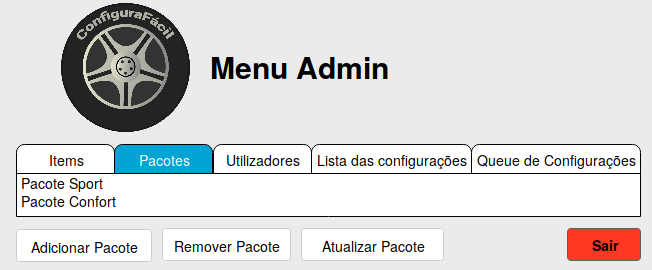 ConfiguraFácil
Menu Admin
Items Pacotes Utilizadores Lista das configurações Queue de Configurações
Pacote Sport
Pacote Confort
Adicionar Pacote Remover Pacote Atualizar Pacote Sair